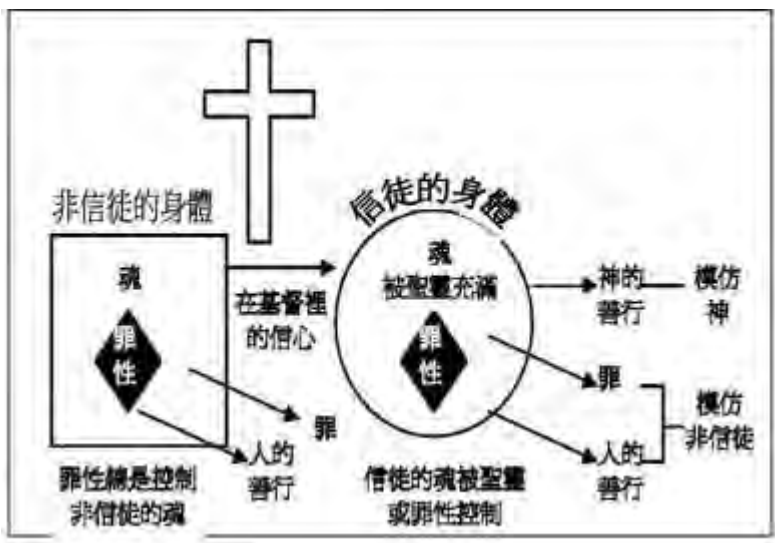 非信徒的身體
魂
罪
性
罪性總是控制
非信徒的魂
在基督裡
的信心
罪
人的
善行
信徒的身體
魂
被聖靈充滿
罪
性
信徒的魂被聖靈
或罪性控制
神的
善行
模仿
神
罪
人的
善行
模仿
非信徒